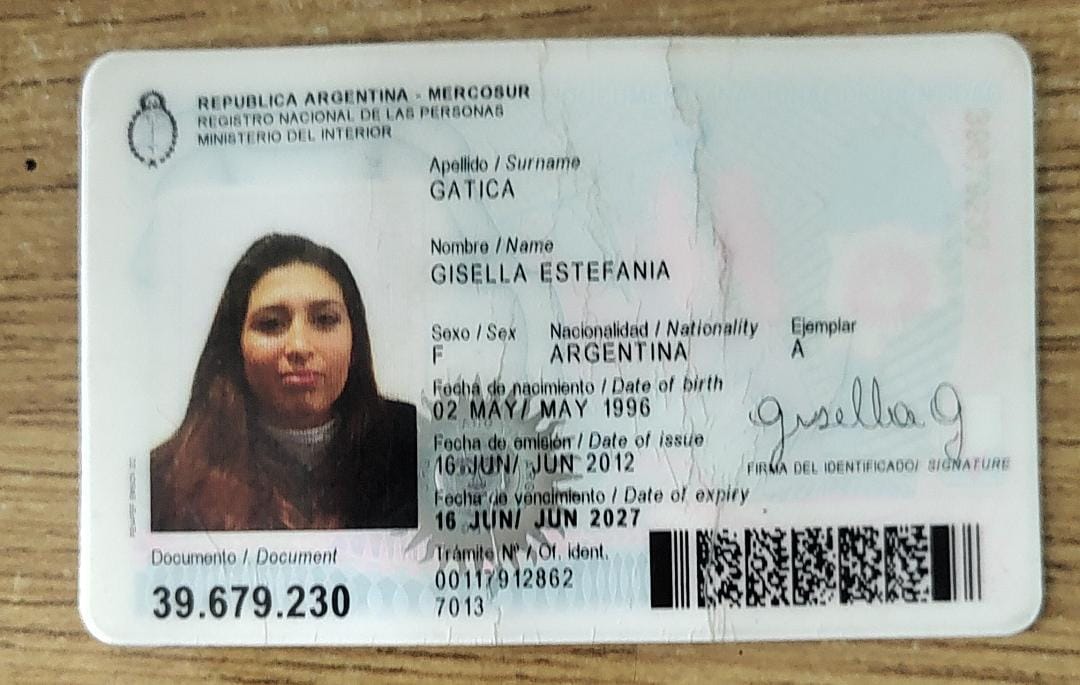 REPUBLICA ARGENTINA - MERCOSUR
REGISTRO NACIONAL DE LAS PERSONAS
MINISTERIO DEL INTERIOR
Apellido / Surname
GATICA
Nombre / Name
GISELLA ESTEFANIA
Sexo / Sex Nacionalidad / Nationality Ejemplar
F ARGENTINA A
Fecha de nacimiento / Date of birth
02 MAY/ MAY 1996
Fecha de emisión / Date of issue
16 JUN/ JUN 2012
Fecha de vencimiento / Date of expiry
16 JUN/ JUN 2027
gisella G
FIRMA DEL IDENTIFICADO/ SIGNATURE
Documento / Document
39.679.230
Trámite Nº / Of. ident.
00117912862
7013